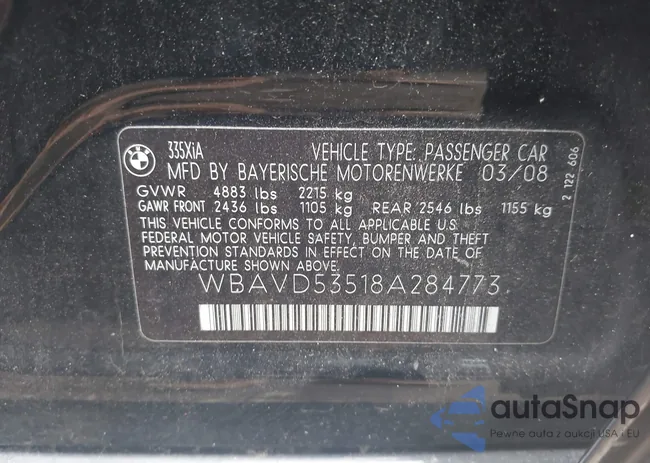 BMW
335XiA VEHICLE TYPE: PASSENGER CAR
MFD BY BAYERISCHE MOTORENWERKE 03/08
GVWR 4883 lbs 2215 kg
GAWR FRONT 2436 lbs 1105 kg REAR 2546 lbs 1155 kg
THIS VEHICLE CONFORMS TO ALL APPLICABLE U.S.
FEDERAL MOTOR VEHICLE SAFETY, BUMPER AND THEFT
PREVENTION STANDARDS IN EFFECT ON THE DATE OF
MANUFACTURE SHOWN ABOVE.
WBAVD53518A284773
2 122 606
autaSnap
Pewne auta z aukcji USA i EU